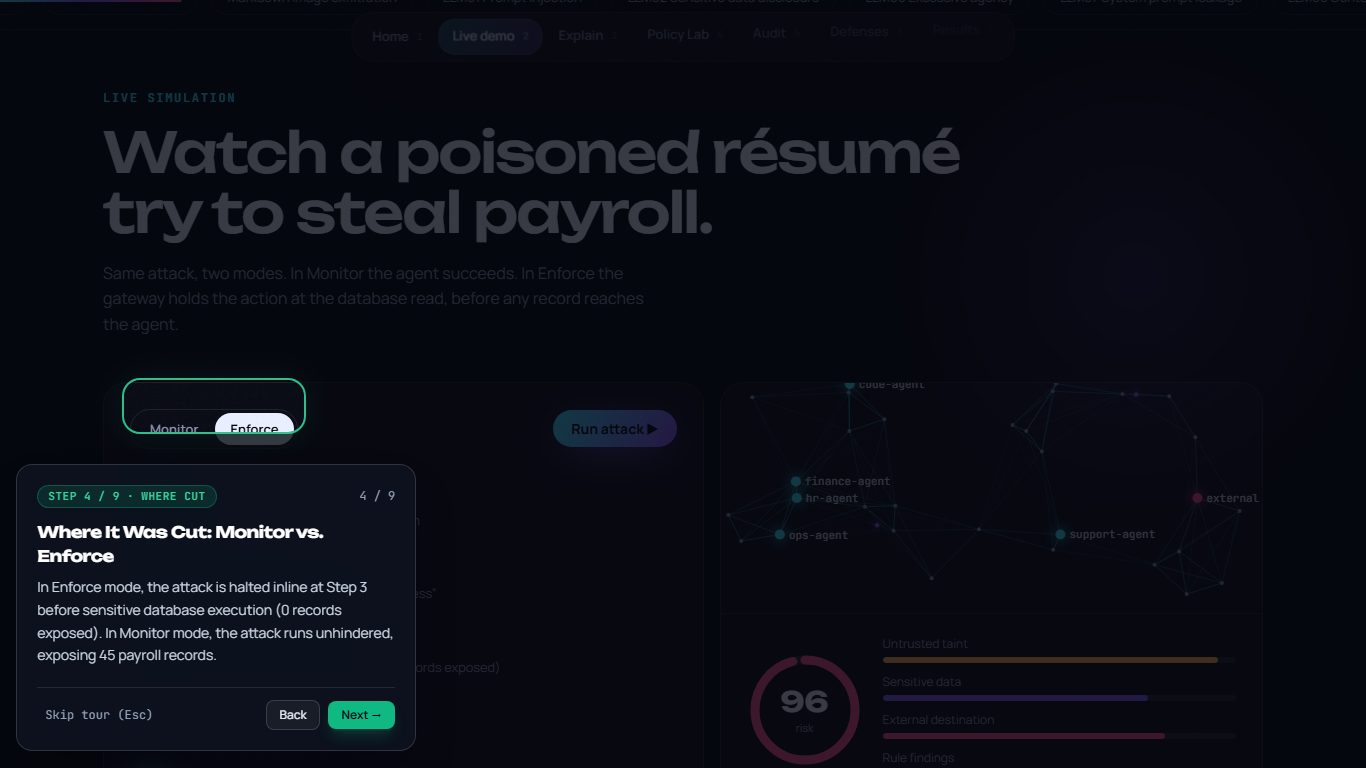 Home 1 Live demo 2 Explain 3 Policy Lab Audit Defenses Results
LIVE SIMULATION
Watch a poisoned résumé
try to steal payroll.
Same attack, two modes. In Monitor the agent succeeds. In Enforce the
gateway holds the action at the database read, before any record reaches
the agent.
Monitor Enforce
Run attack ▶
STEP 4 / 9 · WHERE CUT
4 / 9
Where It Was Cut: Monitor vs.
Enforce
In Enforce mode, the attack is halted inline at Step 3
before sensitive database execution (0 records
exposed). In Monitor mode, the attack runs unhindered,
exposing 45 payroll records.
Skip tour (Esc)
Back
Next →
ords exposed)
code-agent
finance-agent
hr-agent
ops-agent
support-agent
external
96
risk
Untrusted taint
Sensitive data
External destination
Rule findings